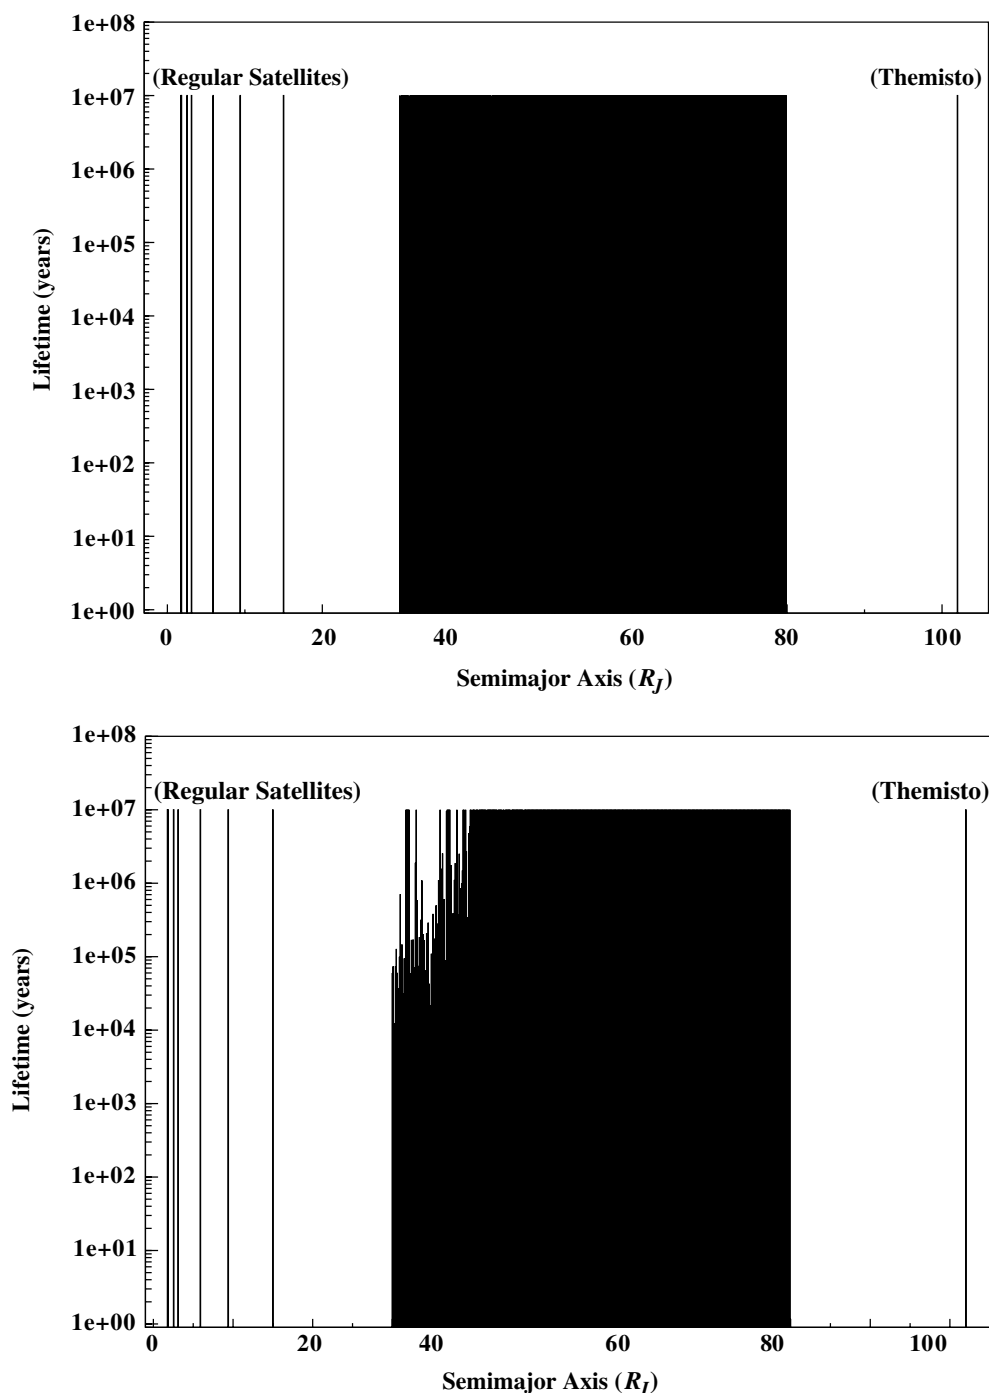 1e+08
(Regular Satellites) (Themisto)
1e+07
1e+06
1e+05
1e+04
1e+03
1e+02
1e+01
1e+00
Lifetime (years)
0 20 40 60 80 100
Semimajor Axis (R_J)
1e+08
(Regular Satellites) (Themisto)
1e+07
1e+06
1e+05
1e+04
1e+03
1e+02
1e+01
1e+00
Lifetime (years)
0 20 40 60 80 100
Semimajor Axis (R_J)